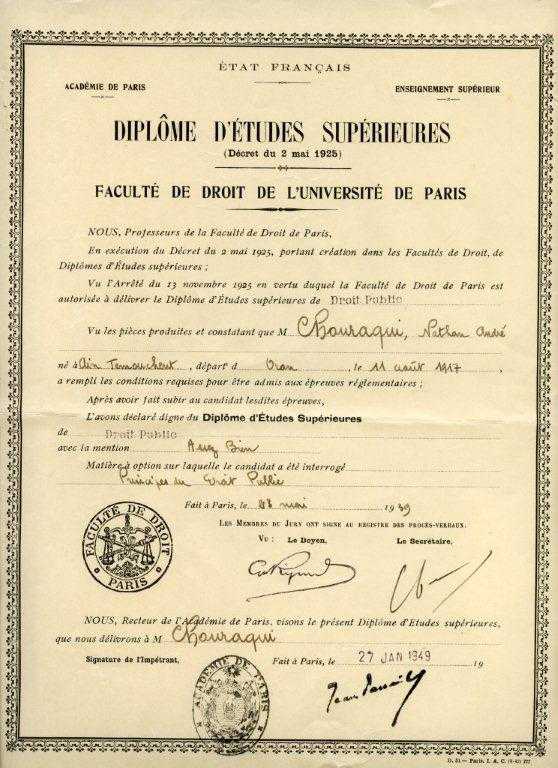 ÉTAT FRANÇAIS
ACADÉMIE DE PARIS
ENSEIGNEMENT SUPÉRIEUR
DIPLÔME D'ÉTUDES SUPÉRIEURES
(Décret du 2 mai 1925)
FACULTÉ DE DROIT DE L'UNIVERSITÉ DE PARIS
NOUS, Professeurs de la Faculté de Droit de Paris,
En exécution du Décret du 2 mai 1925, portant création dans les Facultés de Droit, de
Diplômes d'Études supérieures ;
Vu l'Arrêté du 13 novembre 1925 en vertu duquel la Faculté de Droit de Paris est
autorisée à délivrer le Diplôme d'Études supérieures de Droit Public
Vu les pièces produites et constatant que M Chouraqui, Nathan André
né à Aïn Temouchent, départ d Oran, le 11 août 1917,
a rempli les conditions requises pour être admis aux épreuves réglementaires ;
Après avoir fait subir au candidat lesdites épreuves,
L'avons déclaré digne du Diplôme d'Études Supérieures
de Droit Public
avec la mention Assez Bien
Matière à option sur laquelle le candidat a été interrogé
Principes du Droit Public
Fait à Paris, le mai 1939
LES MEMBRES DU JURY ONT SIGNÉ AU REGISTRE DES PROCÈS-VERBAUX.
VU : Le Doyen, Le Secrétaire,
FACULTÉ DE DROIT PARIS
NOUS, Recteur de l'Académie de Paris, visons le présent Diplôme d'Etudes supérieures,
que nous délivrons à M Chouraqui
Signature de l'Impétrant, Fait à Paris, le 27 JAN 1949 19
ACADÉMIE DE PARIS